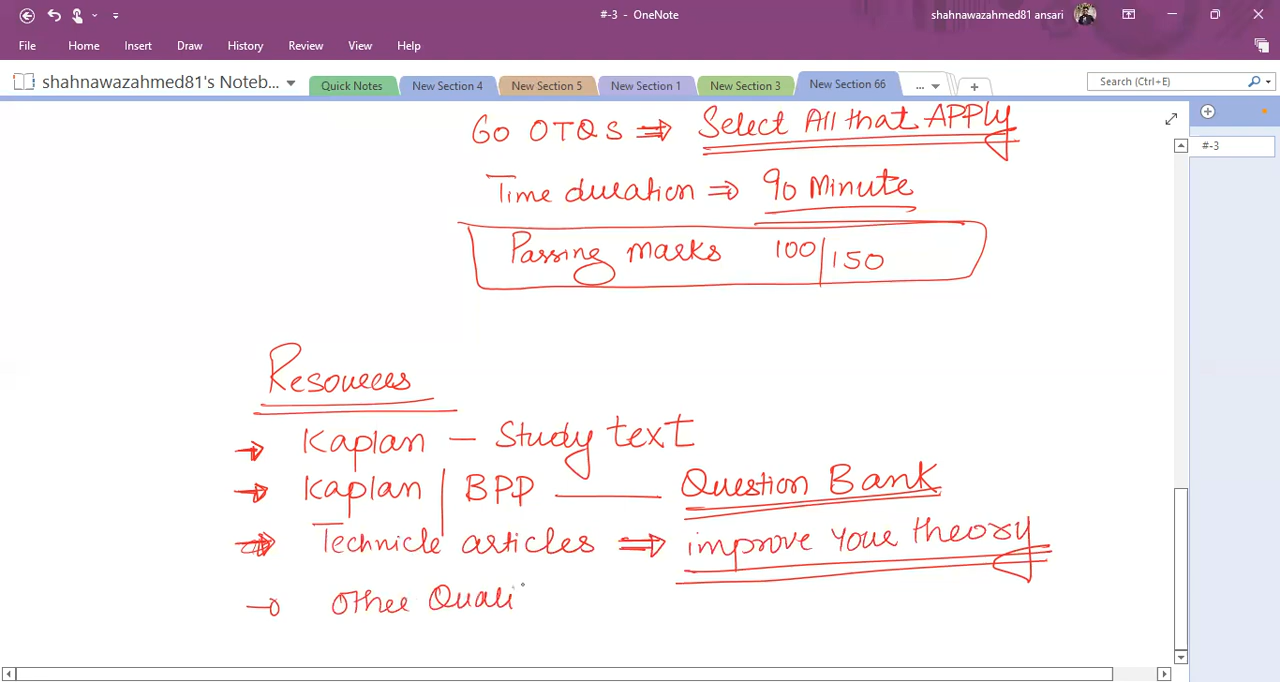 #-3 - OneNote
shahnawazahmed81 ansari
File Home Insert Draw History Review View Help
shahnawazahmed81's Noteb...
Quick Notes New Section 4 New Section 5 New Section 1 New Section 3 New Section 66 ... +
Search (Ctrl+E)
#-3
60 OTQS ⇒ Select All that APPly
Time duration ⇒ 90 Minute
Passing marks 100/150
Resources
→ Kaplan — Study text
→ Kaplan | BPP —— Question Bank
→ Technicle articles ⇒ improve your theory
→ Other Quali